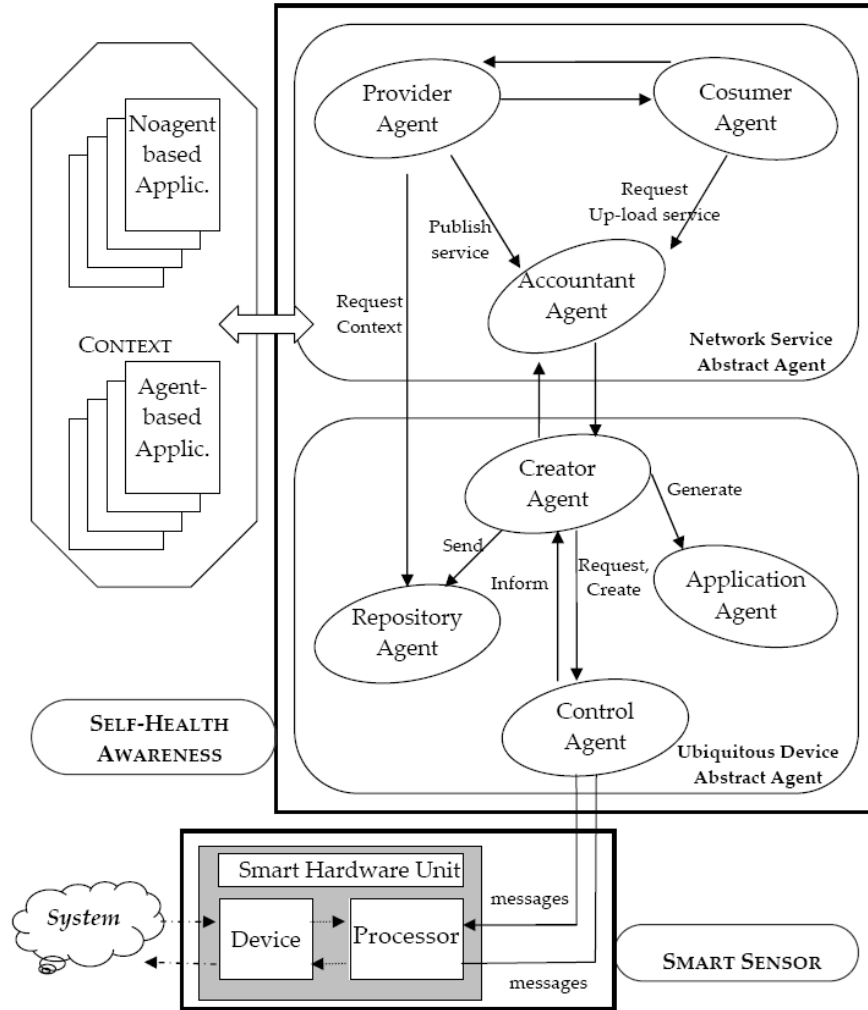 Noagent
based
Applic.
CONTEXT
Agent-
based
Applic.
Provider
Agent
Cosumer
Agent
Request
Up-load service
Publish
service
Accountant
Agent
Request
Context
Network Service
Abstract Agent
Creator
Agent
Generate
Send
Inform
Request,
Create
Application
Agent
Repository
Agent
Control
Agent
Ubiquitous Device
Abstract Agent
SELF-HEALTH
AWARENESS
Smart Hardware Unit
System
Device
Processor
messages
messages
SMART SENSOR